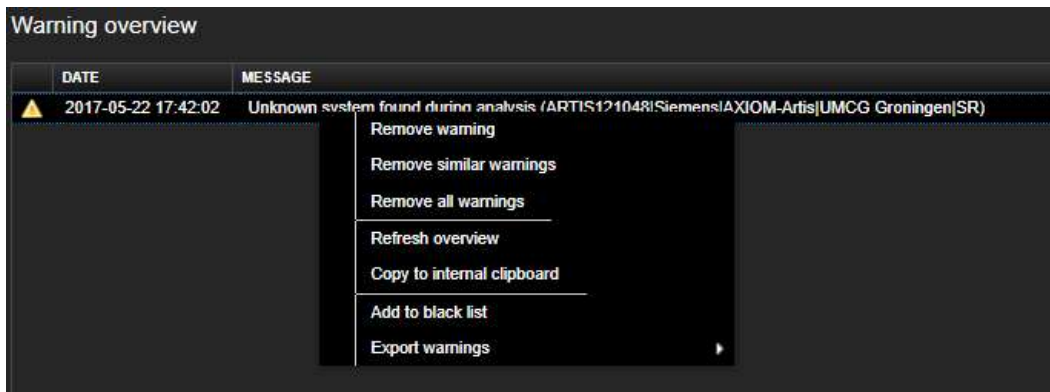 Warning overview
DATE MESSAGE
2017-05-22 17:42:02 Unknown system found during analysis (ARTIS121048|Siemens|AXIOM-Artis|UMCG Groningen|SR)
Remove warning
Remove similar warnings
Remove all warnings
Refresh overview
Copy to internal clipboard
Add to black list
Export warnings